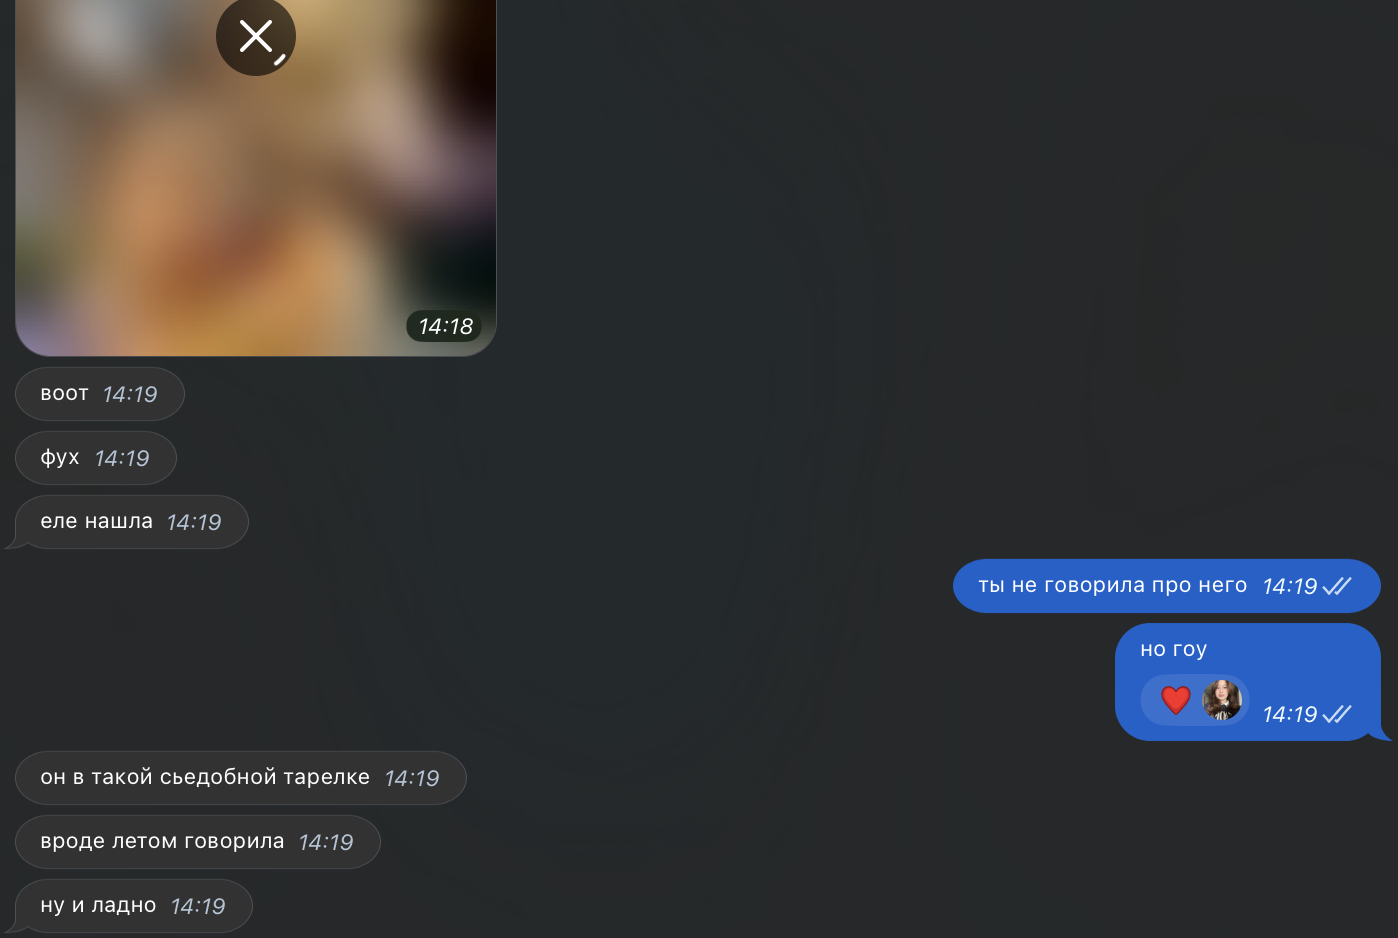 14:18
воот 14:19
фух 14:19
еле нашла 14:19
ты не говорила про него 14:19
но гоу
❤️ 14:19
он в такой сьедобной тарелке 14:19
вроде летом говорила 14:19
ну и ладно 14:19